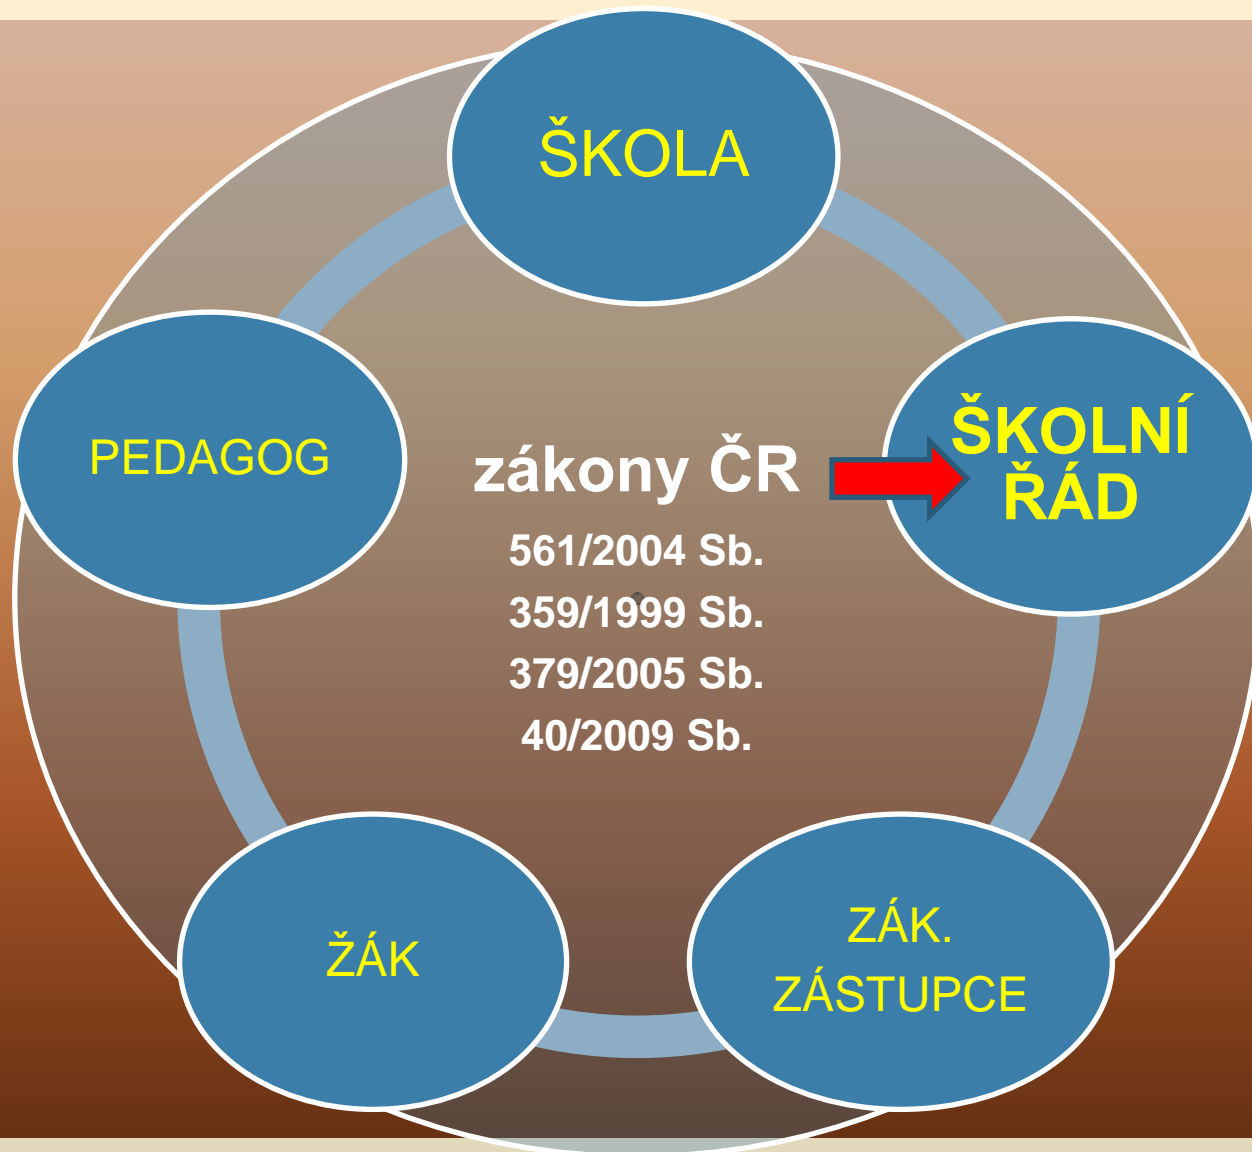 ŠKOLA
PEDAGOG
ŠKOLNÍ
ŘÁD
zákony ČR
561/2004 Sb.
359/1999 Sb.
379/2005 Sb.
40/2009 Sb.
ŽÁK
ZÁK.
ZÁSTUPCE